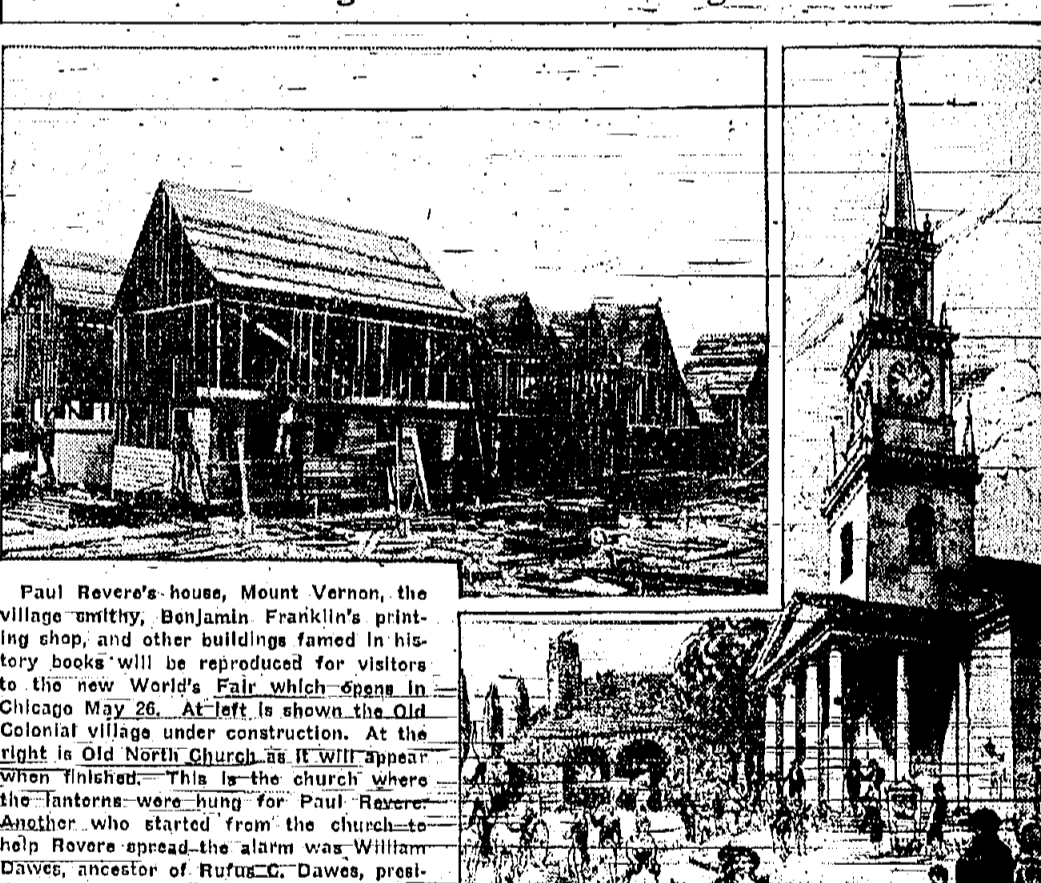 Paul Revere's house, Mount Vernon, the
village smithy, Benjamin Franklin's print-
ing shop, and other buildings famed in his-
tory books will be reproduced for visitors
to the new World's Fair which opens in
Chicago May 26. At left is shown the Old
Colonial village under construction. At the
right is Old North Church as it will appear
when finished. This is the church where
the lanterns were hung for Paul Revere.
Another who started from the church to
help Revere spread the alarm was William
Dawes, ancestor of Rufus C. Dawes, presi-